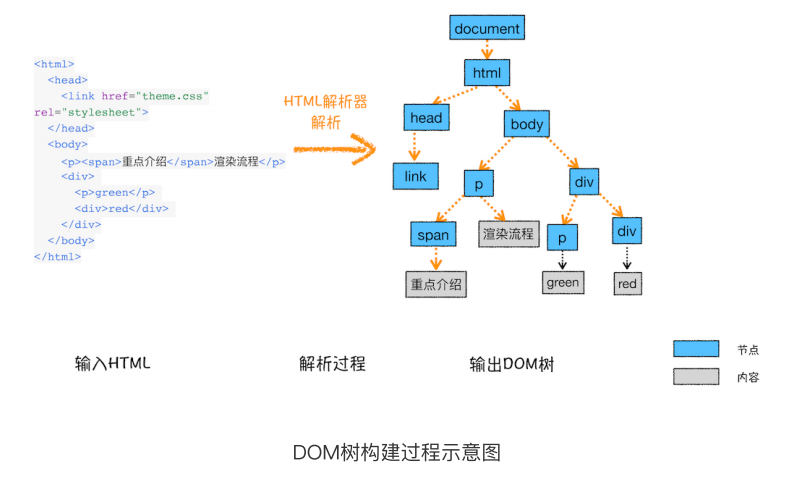 <html>
<head>
<link href="theme.css"
rel="stylesheet">
</head>
<body>
<p><span>重点介绍</span>渲染流程</p>
<div>
<p>green</p>
<div>red</div>
</div>
</body>
</html>
HTML解析器
解析
document
html
head
body
link
p
div
span
渲染流程
p
div
重点介绍
green
red
输入HTML
解析过程
输出DOM树
节点
内容
DOM树构建过程示意图